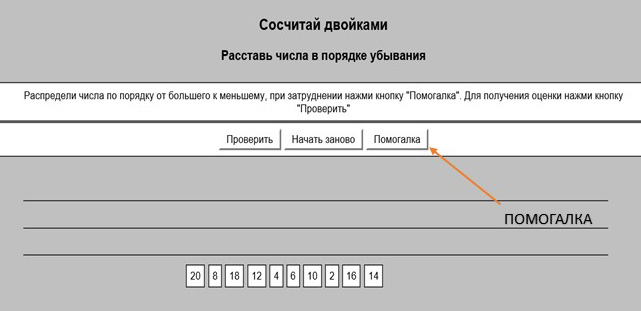 Сосчитай двойками
Расставь числа в порядке убывания
Распредели числа по порядку от большего к меньшему, при затруднении нажми кнопку "Помогалка". Для получения оценки нажми кнопку
"Проверить"
Проверить Начать заново Помогалка
ПОМОГАЛКА
20 8 18 12 4 6 10 2 16 14